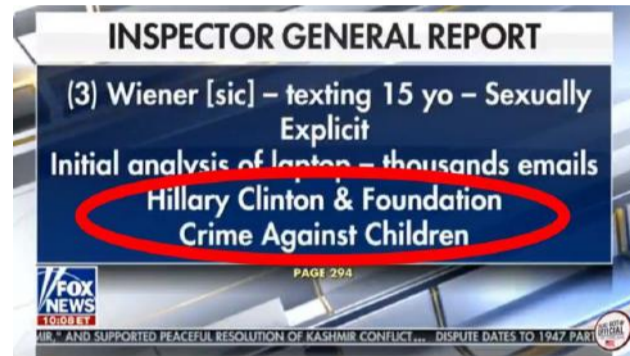 INSPECTOR GENERAL REPORT
(3) Wiener [sic] – texting 15 yo – Sexually
Explicit
Initial analysis of laptop – thousands emails
Hillary Clinton & Foundation
Crime Against Children
PAGE 294
FOX
NEWS
10:08 ET
MIR," AND SUPPORTED PEACEFUL RESOLUTION OF KASHMIR CONFLICT... DISPUTE DATES TO 1947 PART
OFFICIAL